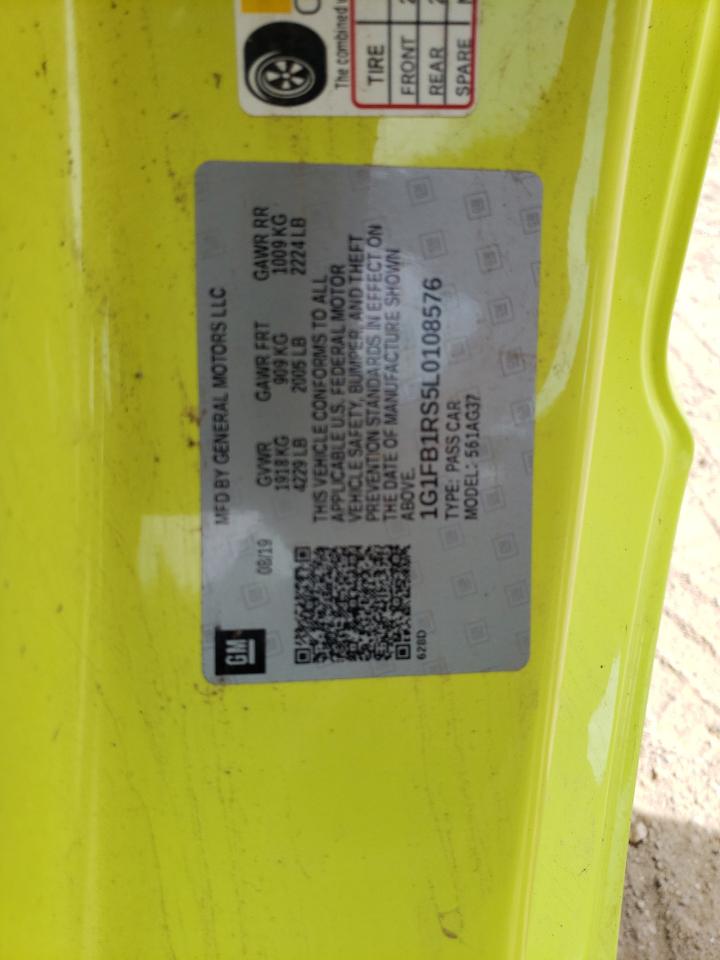 The combined
TIRE
FRONT
REAR
SPARE
MFD BY GENERAL MOTORS LLC
GM
08/19
GVWR GAWR FRT GAWR RR
1918 KG 909 KG 1009 KG
4229 LB 2005 LB 2224 LB
THIS VEHICLE CONFORMS TO ALL
APPLICABLE U.S. FEDERAL MOTOR
VEHICLE SAFETY, BUMPER, AND THEFT
PREVENTION STANDARDS IN EFFECT ON
THE DATE OF MANUFACTURE SHOWN
ABOVE.
1G1FB1RS5L0108576
TYPE: PASS CAR
MODEL: 561AG37
628D